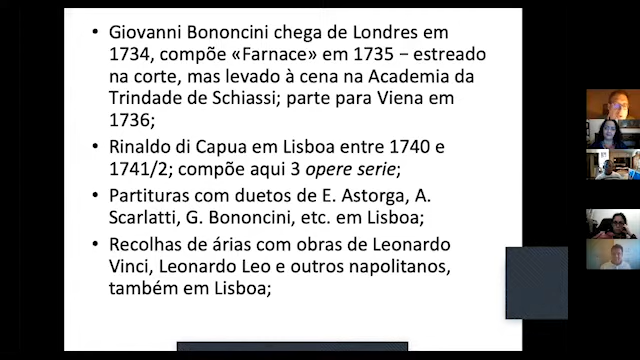 • Giovanni Bononcini chega de Londres em
1734, compõe «Farnace» em 1735 − estreado
na corte, mas levado à cena na Academia da
Trindade de Schiassi; parte para Viena em
1736;
• Rinaldo di Capua em Lisboa entre 1740 e
1741/2; compõe aqui 3 opere serie;
• Partituras com duetos de E. Astorga, A.
Scarlatti, G. Bononcini, etc. em Lisboa;
• Recolhas de árias com obras de Leonardo
Vinci, Leonardo Leo e outros napolitanos,
também em Lisboa;